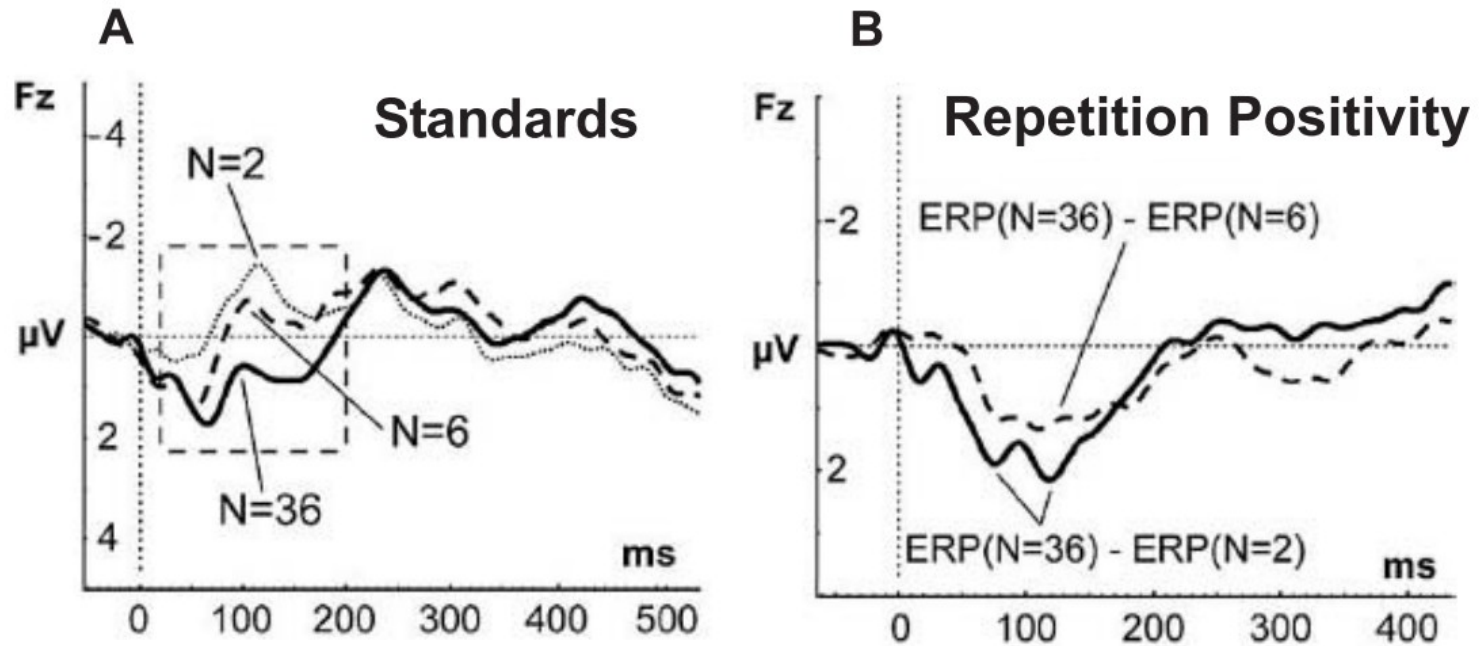 A
Fz
Standards
-4
N=2
-2
µV
N=6
2
N=36
4
ms
0 100 200 300 400 500
B
Fz
Repetition Positivity
-2
ERP(N=36) - ERP(N=6)
µV
2
ERP(N=36) - ERP(N=2)
ms
0 100 200 300 400